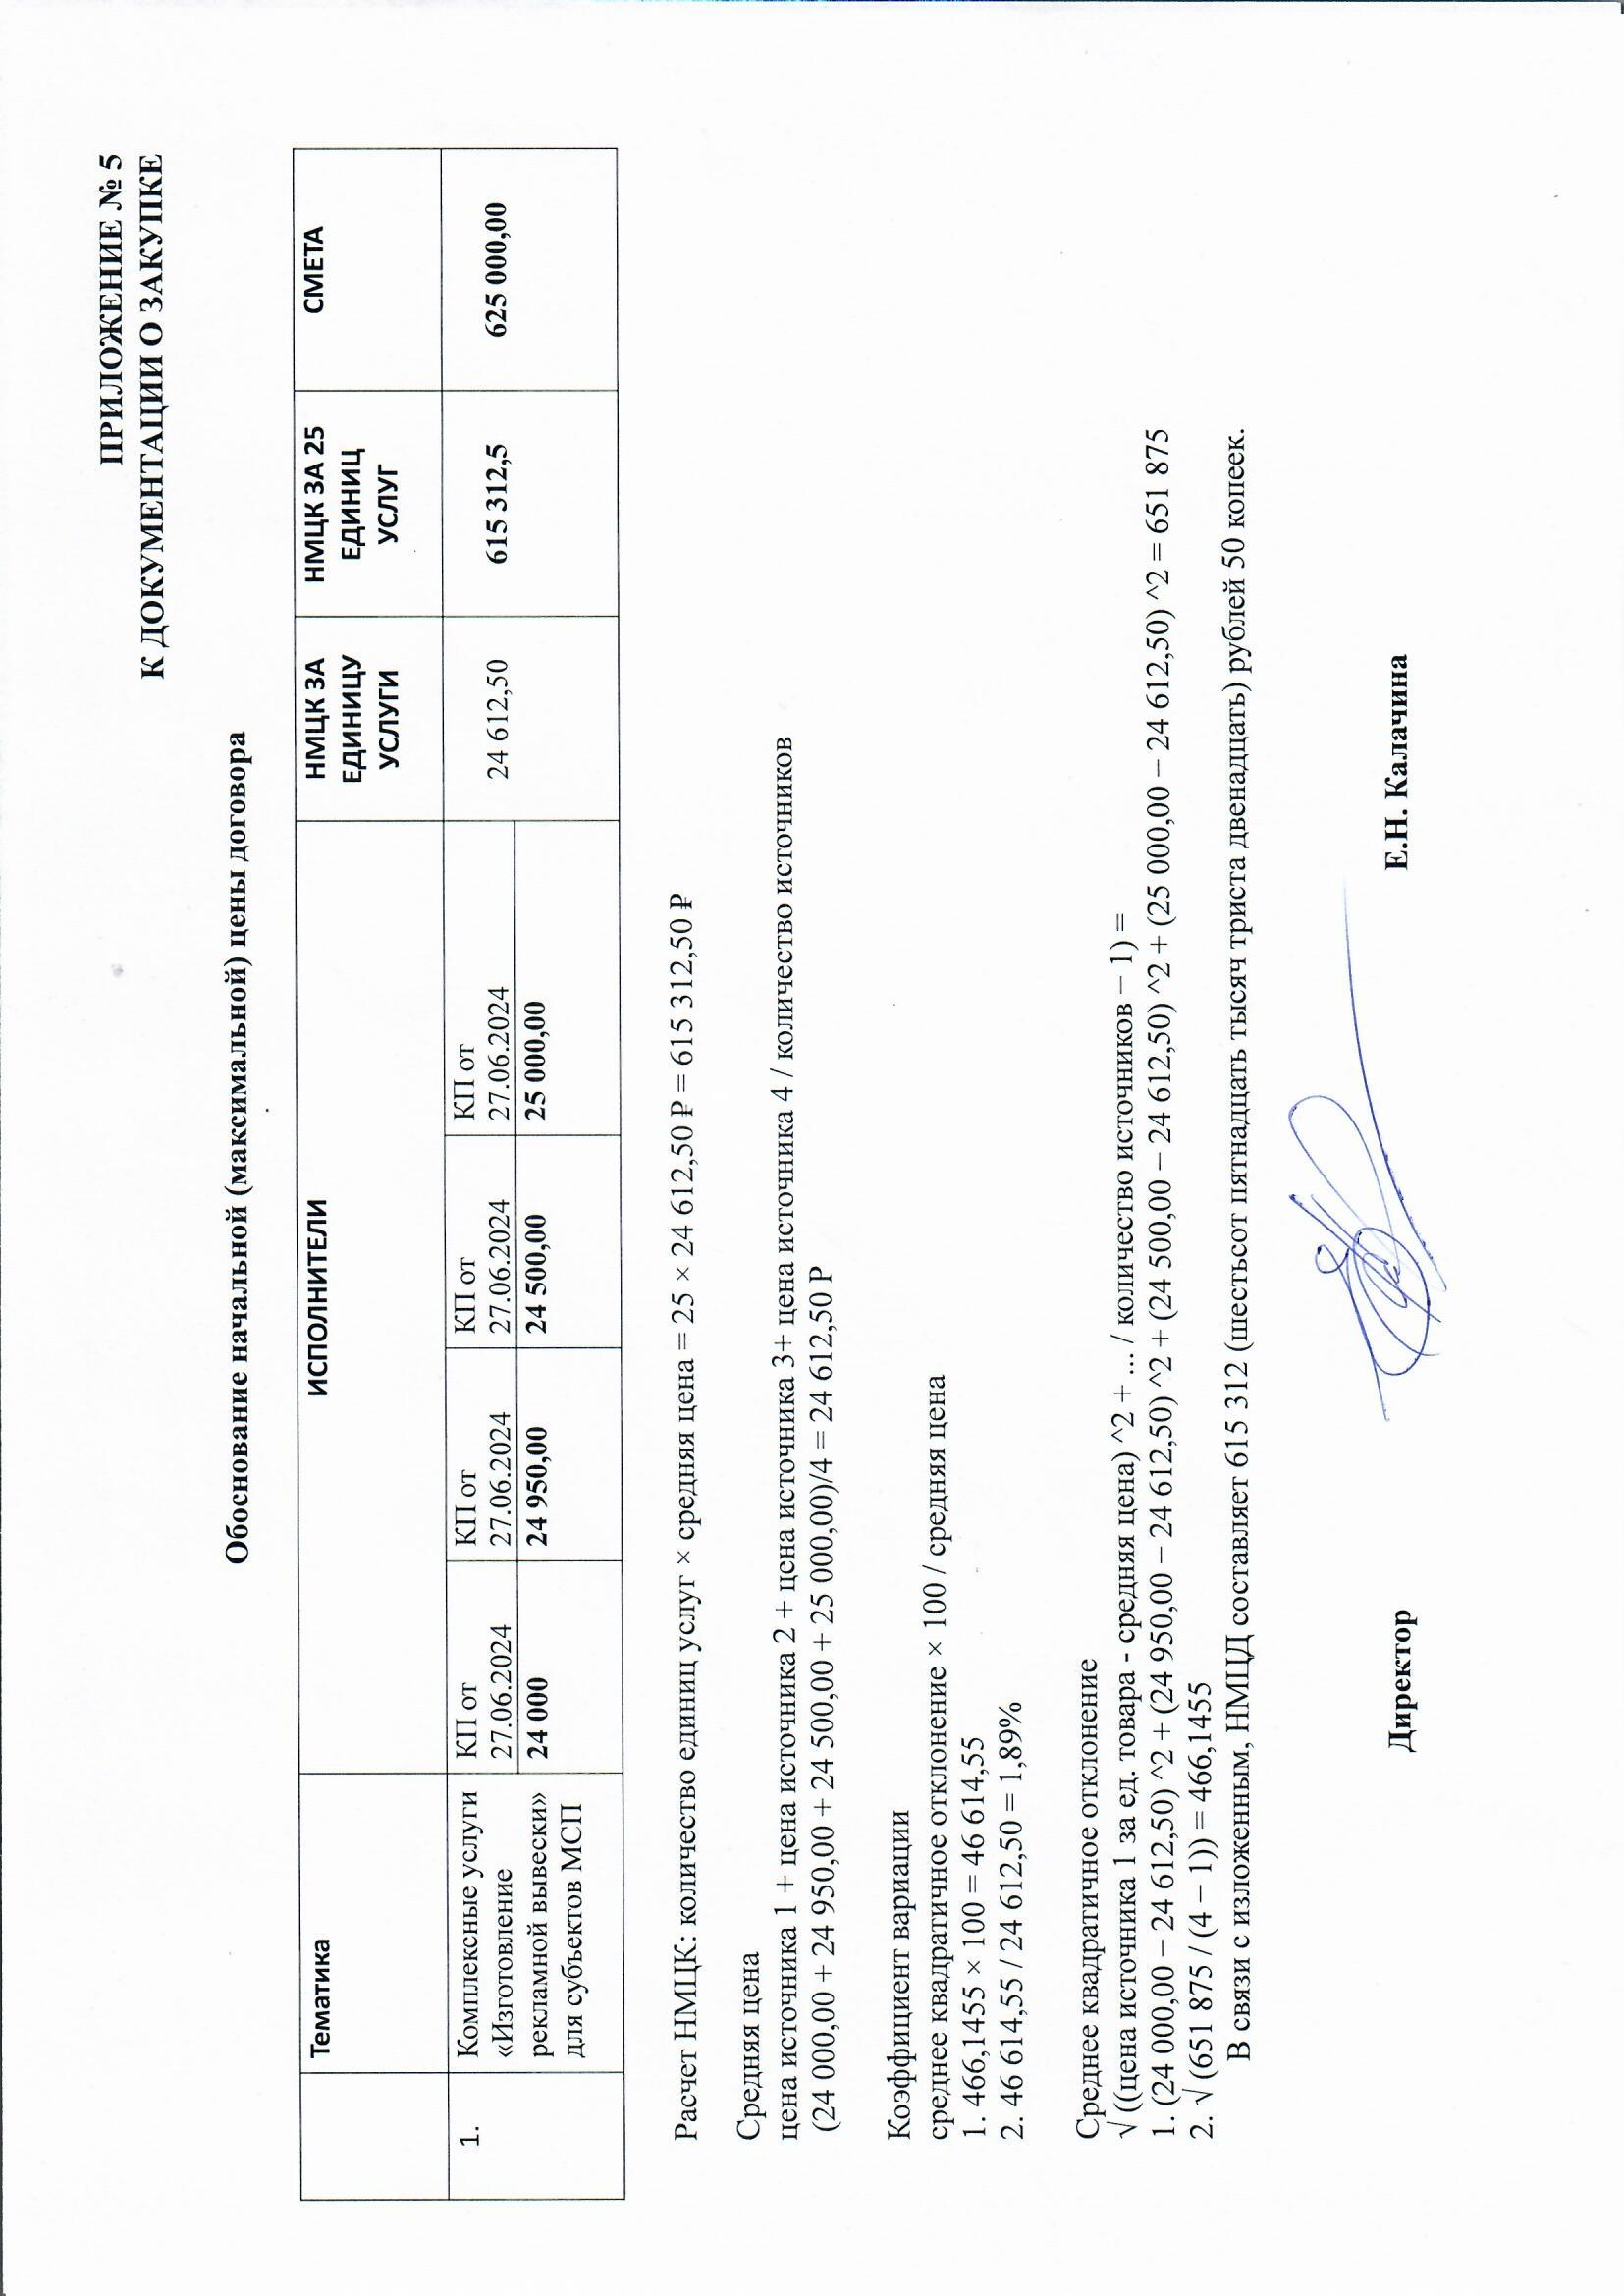 ПРИЛОЖЕНИЕ № 5
К ДОКУМЕНТАЦИИ О ЗАКУПКЕ
Обоснование начальной (максимальной) цены договора
Тематика
ИСПОЛНИТЕЛИ
НМЦК ЗА
ЕДИНИЦУ
УСЛУГИ
НМЦК ЗА 25
ЕДИНИЦ
УСЛУГ
СМЕТА
1.
Комплексные услуги
«Изготовление
рекламной вывески»
для субъектов МСП
КП от
27.06.2024
24 000
КП от
27.06.2024
24 950,00
КП от
27.06.2024
24 500,00
КП от
27.06.2024
25 000,00
24 612,50
615 312,5
625 000,00
Расчет НМЦК: количество единиц услуг × средняя цена = 25 × 24 612,50 ₽ = 615 312,50 ₽
Средняя цена
цена источника 1 + цена источника 2 + цена источника 3+ цена источника 4 / количество источников
(24 000,00 + 24 950,00 + 24 500,00 + 25 000,00)/4 = 24 612,50 Р
Коэффициент вариации
среднее квадратичное отклонение × 100 / средняя цена
1. 466,1455 × 100 = 46 614,55
2. 46 614,55 / 24 612,50 = 1,89%
Среднее квадратичное отклонение
√ ((цена источника 1 за ед. товара - средняя цена) ^2 + ... / количество источников – 1) =
1. (24 000,00 – 24 612,50) ^2 + (24 950,00 – 24 612,50) ^2 + (24 500,00 – 24 612,50) ^2 + (25 000,00 – 24 612,50) ^2 = 651 875
2. √ (651 875 / (4 – 1)) = 466,1455
В связи с изложенным, НМЦД составляет 615 312 (шестьсот пятнадцать тысяч триста двенадцать) рублей 50 копеек.
Директор Е.Н. Калачина